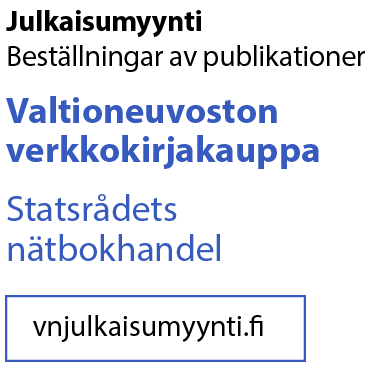 Julkaisumyynti
Beställningar av publikationer
Valtioneuvoston
verkkokirjakauppa
Statsrådets
nätbokhandel
vnjulkaisumyynti.fi